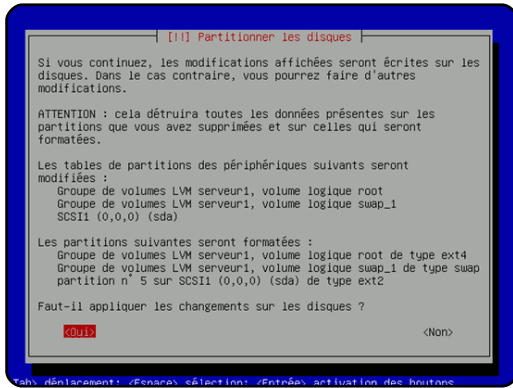 [!!] Partitionner les disques
Si vous continuez, les modifications affichées seront écrites sur les
disques. Dans le cas contraire, vous pourrez faire d'autres
modifications.
ATTENTION : cela détruira toutes les données présentes sur les
partitions que vous avez supprimées et sur celles qui seront
formatées.
Les tables de partitions des périphériques suivants seront
modifiées :
Groupe de volumes LVM serveur1, volume logique root
Groupe de volumes LVM serveur1, volume logique swap_1
SCSI1 (0,0,0) (sda)
Les partitions suivantes seront formatées :
Groupe de volumes LVM serveur1, volume logique root de type ext4
Groupe de volumes LVM serveur1, volume logique swap_1 de type swap
partition n° 5 sur SCSI1 (0,0,0) (sda) de type ext2
Faut-il appliquer les changements sur les disques ?
<Oui> <Non>
Tab> déplacement; <Espace> sélection; <Entrée> activation des boutons